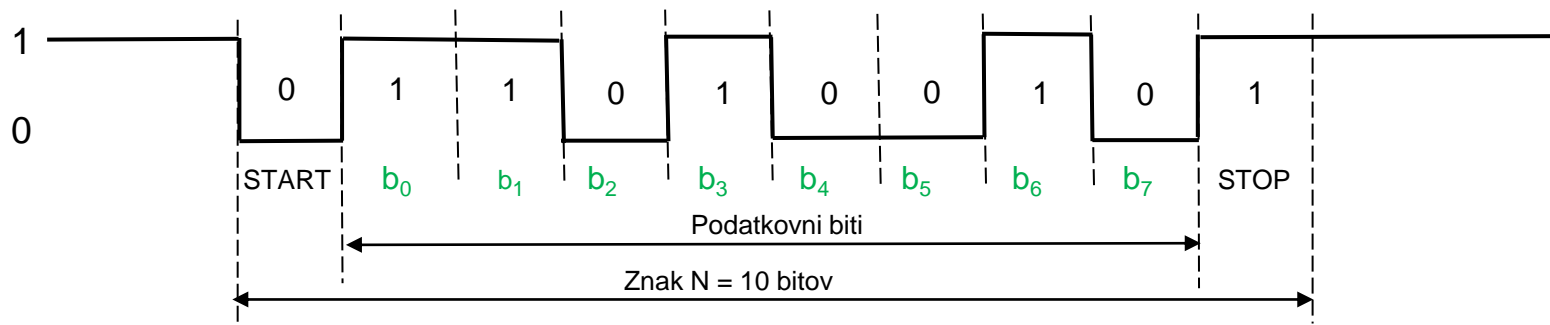 1
0 1 1 0 1 0 0 1 0 1
0
START b₀ b₁ b₂ b₃ b₄ b₅ b₆ b₇ STOP
Podatkovni biti
Znak N = 10 bitov